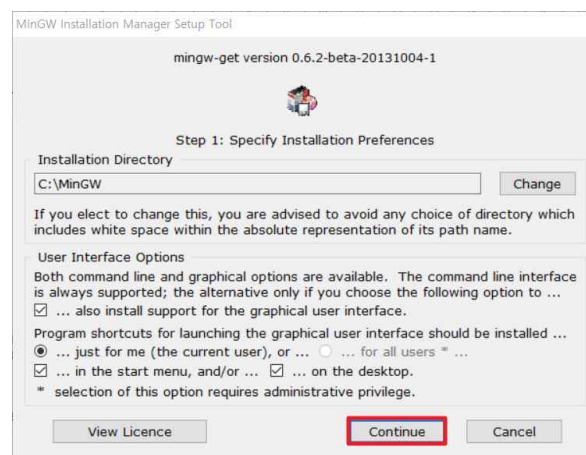 MinGW Installation Manager Setup Tool
mingw-get version 0.6.2-beta-20131004-1
Step 1: Specify Installation Preferences
Installation Directory
C:\MinGW
Change
If you elect to change this, you are advised to avoid any choice of directory which
includes white space within the absolute representation of its path name.
User Interface Options
Both command line and graphical options are available.  The command line interface
is always supported; the alternative only if you choose the following option to ...
... also install support for the graphical user interface.
Program shortcuts for launching the graphical user interface should be installed ...
... just for me (the current user), or ... ... for all users * ...
... in the start menu, and/or ... ... on the desktop.
* selection of this option requires administrative privilege.
View Licence Continue Cancel